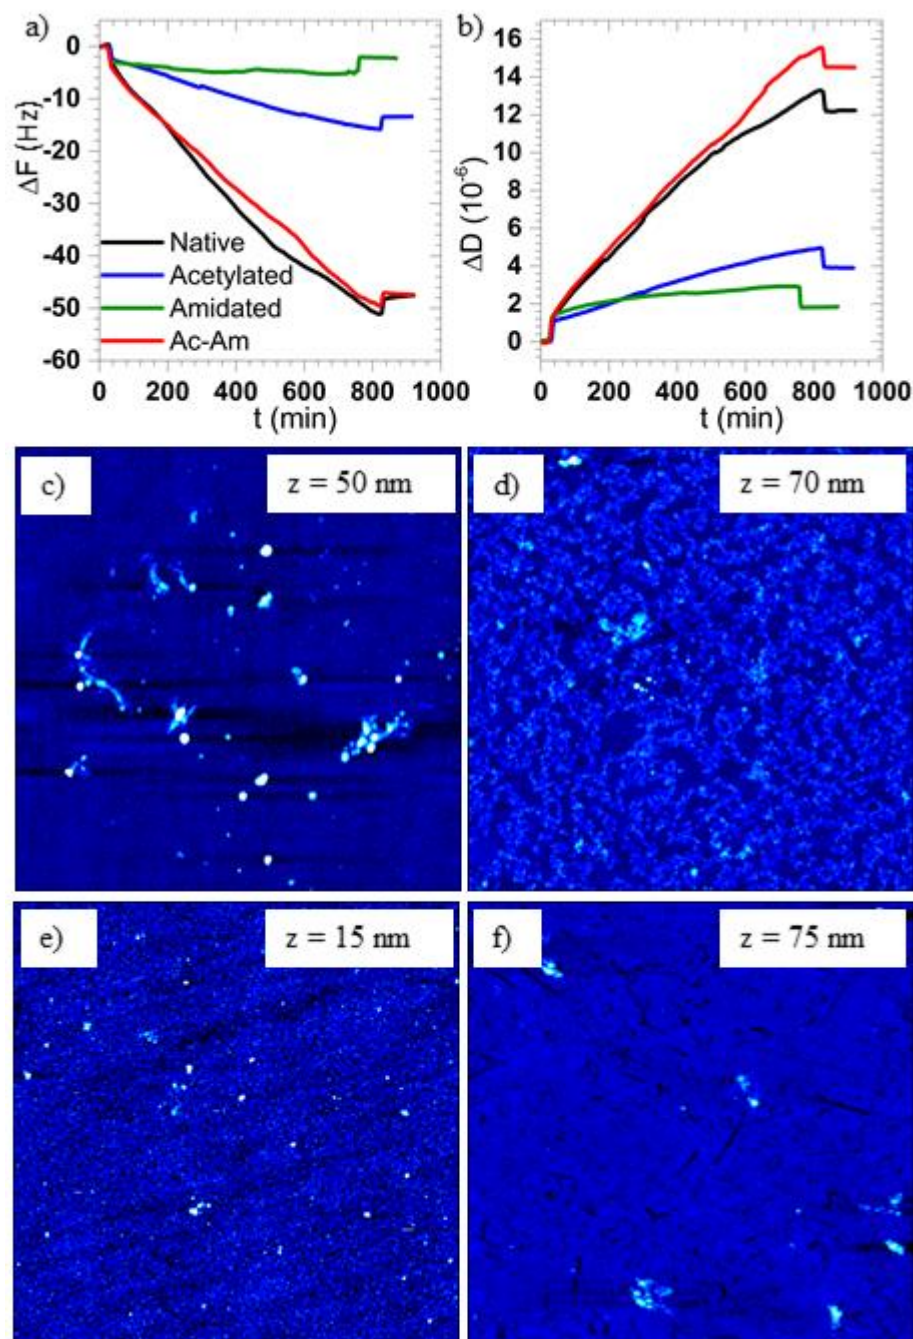 a)
b)
0
-10
-20
-30
-40
-50
-60
ΔF (Hz)
Native
Acetylated
Amidated
Ac-Am
0 200 400 600 800 1000
t (min)
16
14
12
10
8
6
4
2
0
ΔD (10⁻⁶)
0 200 400 600 800 1000
t (min)
c) z = 50 nm
d) z = 70 nm
e) z = 15 nm
f) z = 75 nm